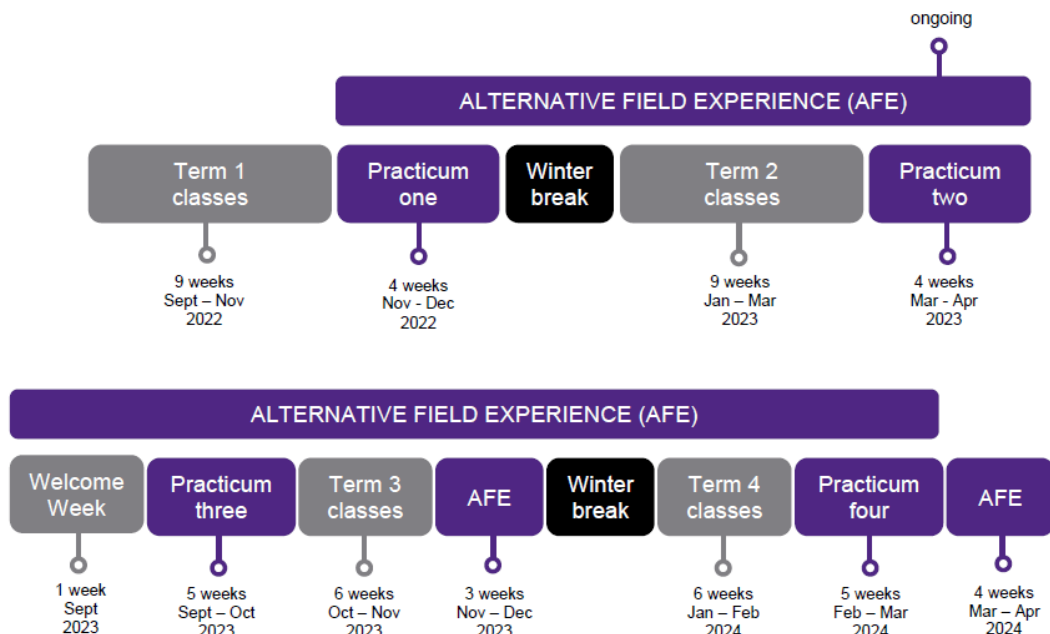 ongoing
ALTERNATIVE FIELD EXPERIENCE (AFE)
Term 1
classes
Practicum
one
Winter
break
Term 2
classes
Practicum
two
9 weeks
Sept – Nov
2022
4 weeks
Nov - Dec
2022
9 weeks
Jan – Mar
2023
4 weeks
Mar - Apr
2023
ALTERNATIVE FIELD EXPERIENCE (AFE)
Welcome
Week
Practicum
three
Term 3
classes
AFE
Winter
break
Term 4
classes
Practicum
four
AFE
1 week
Sept
2023
5 weeks
Sept – Oct
2023
6 weeks
Oct – Nov
2023
3 weeks
Nov – Dec
2023
6 weeks
Jan – Feb
2024
5 weeks
Feb – Mar
2024
4 weeks
Mar – Apr
2024